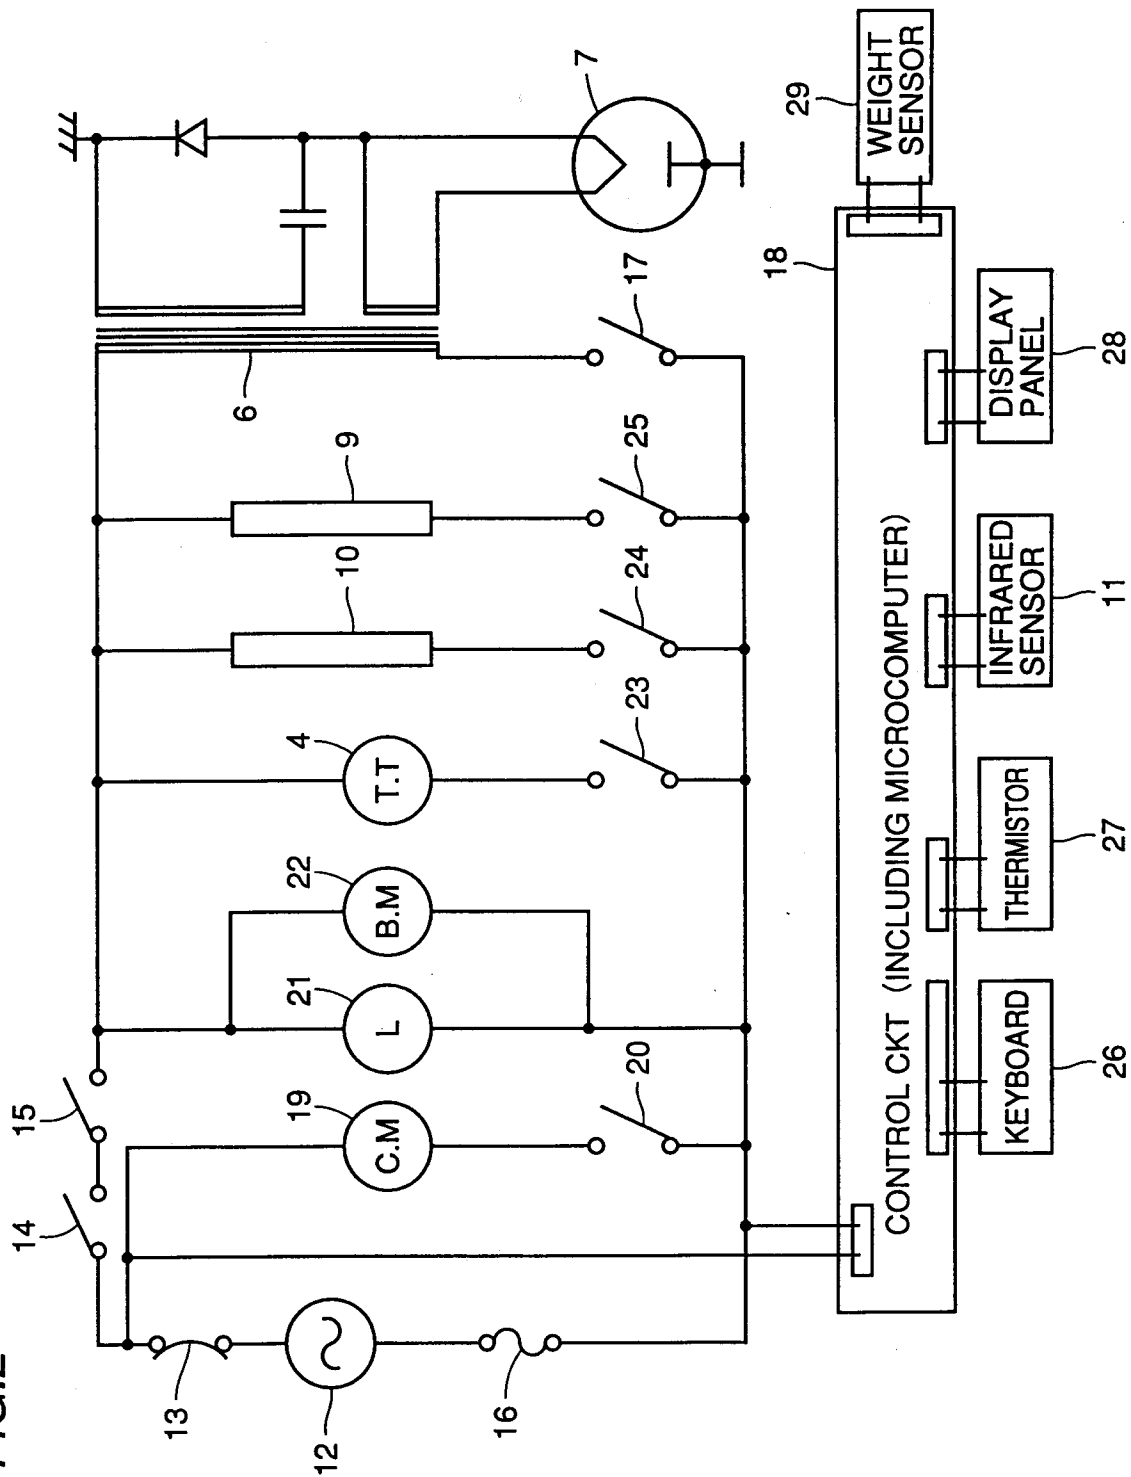 FIG.2
14
15
13
6
12
19
21
22
4
10
9
C.M
L
B.M
T.T
16
7
20
23
24
25
17
18
29
WEIGHT
SENSOR
CONTROL CKT (INCLUDING MICROCOMPUTER)
KEYBOARD
THERMISTOR
INFRARED
SENSOR
DISPLAY
PANEL
26
27
11
28